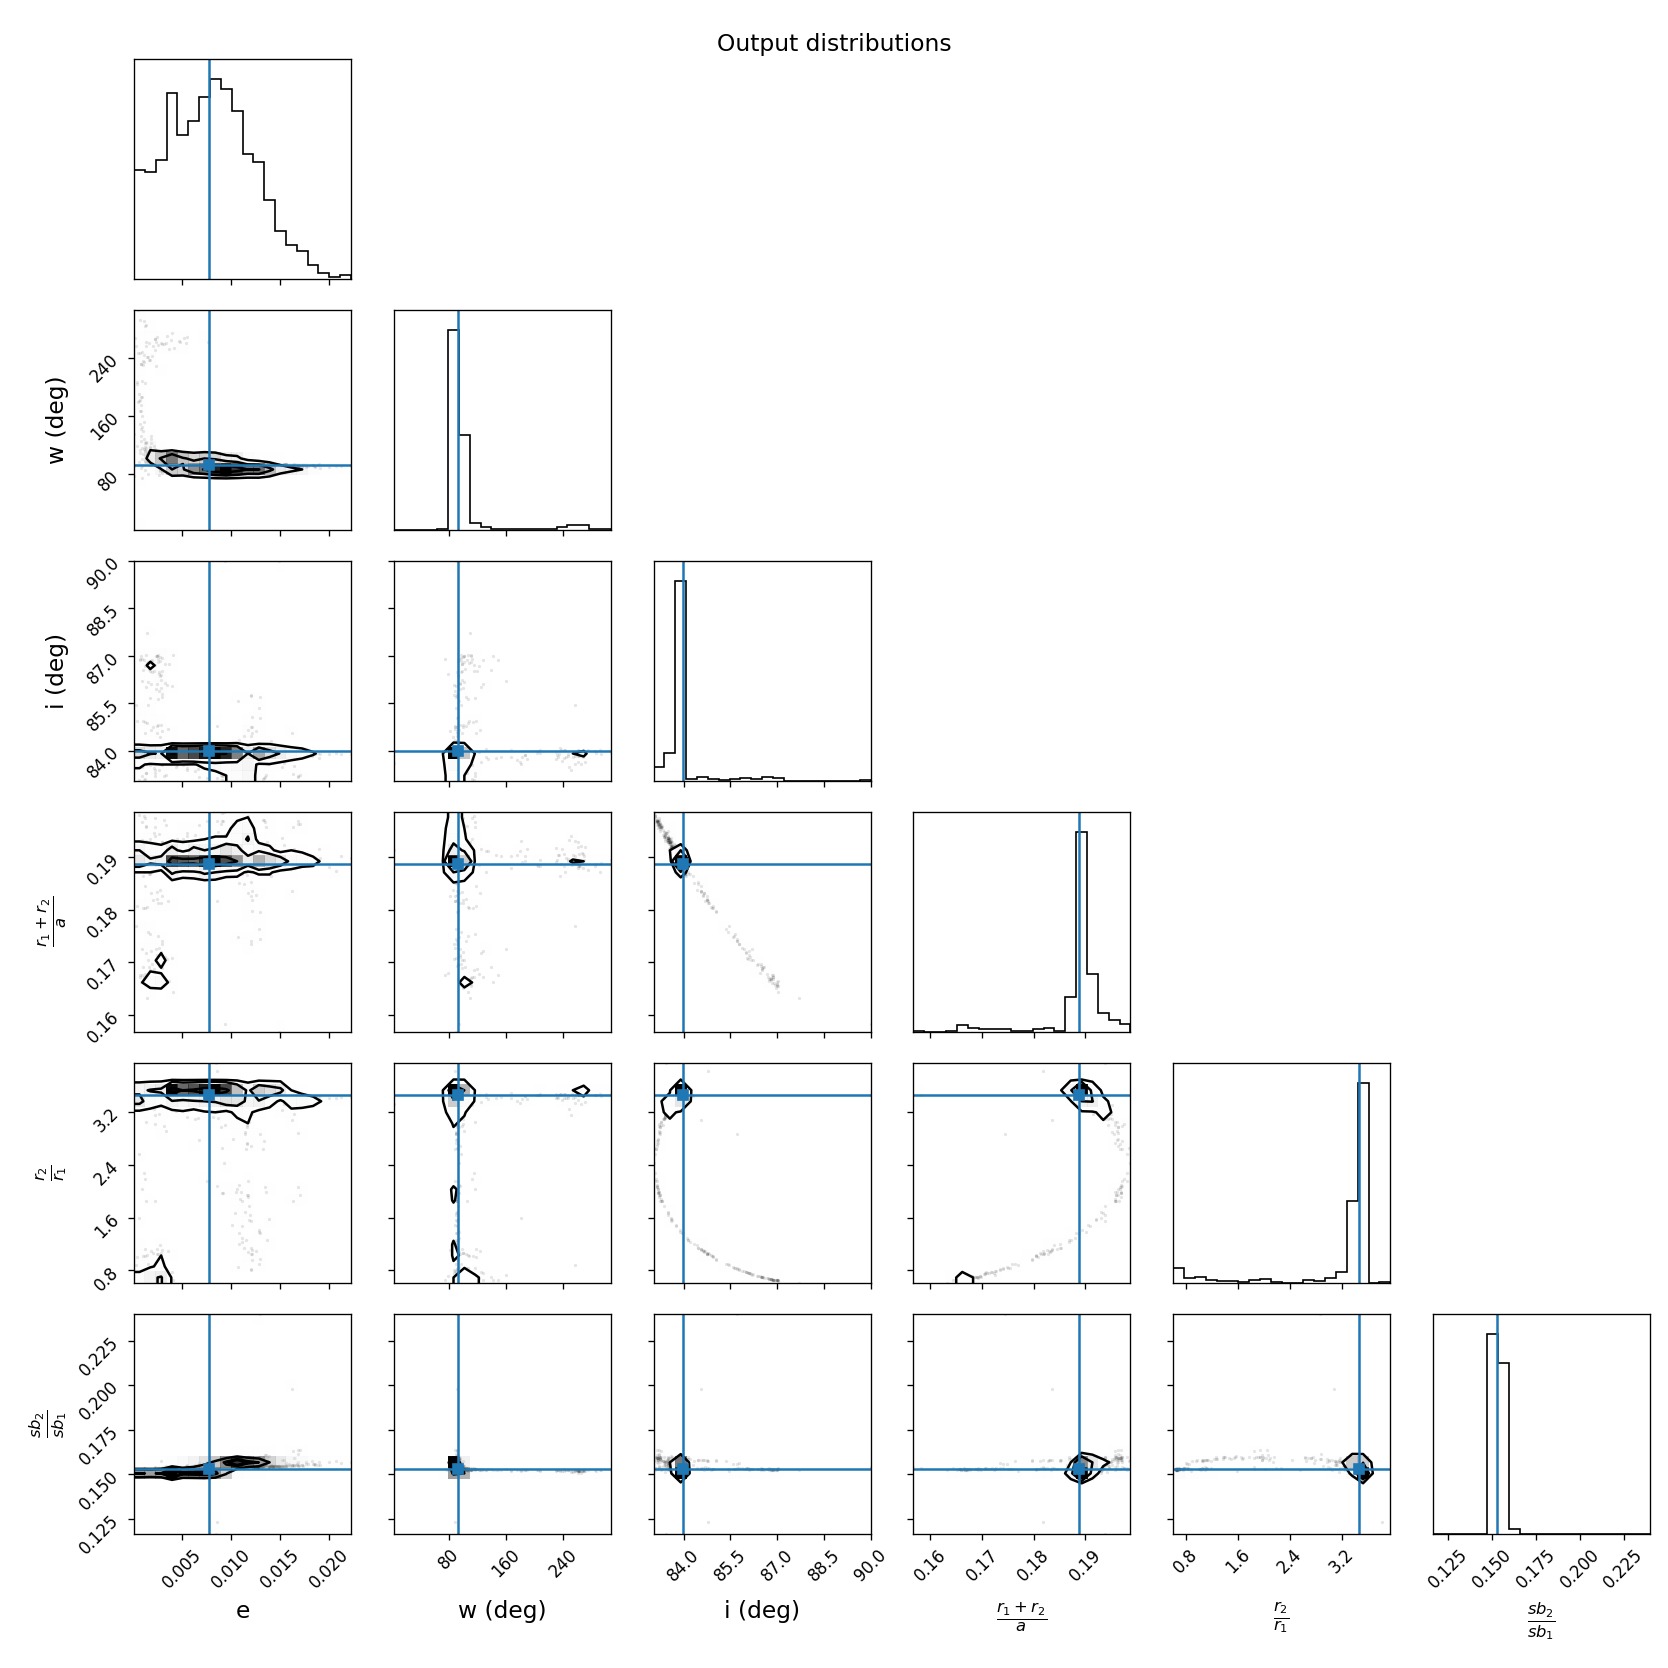 Output distributions
w (deg)
240
160
80
i (deg)
90.0
88.5
87.0
85.5
84.0
r₁ + r₂
a
0.19
0.18
0.17
0.16
r₂
r₁
3.2
2.4
1.6
0.8
sb₂
sb₁
0.225
0.200
0.175
0.150
0.125
0.005 0.010 0.015 0.020
80 160 240
84.0 85.5 87.0 88.5 90.0
0.16 0.17 0.18 0.19
0.8 1.6 2.4 3.2
0.125 0.150 0.175 0.200 0.225
e
w (deg)
i (deg)
r₁ + r₂
a
r₂
r₁
sb₂
sb₁